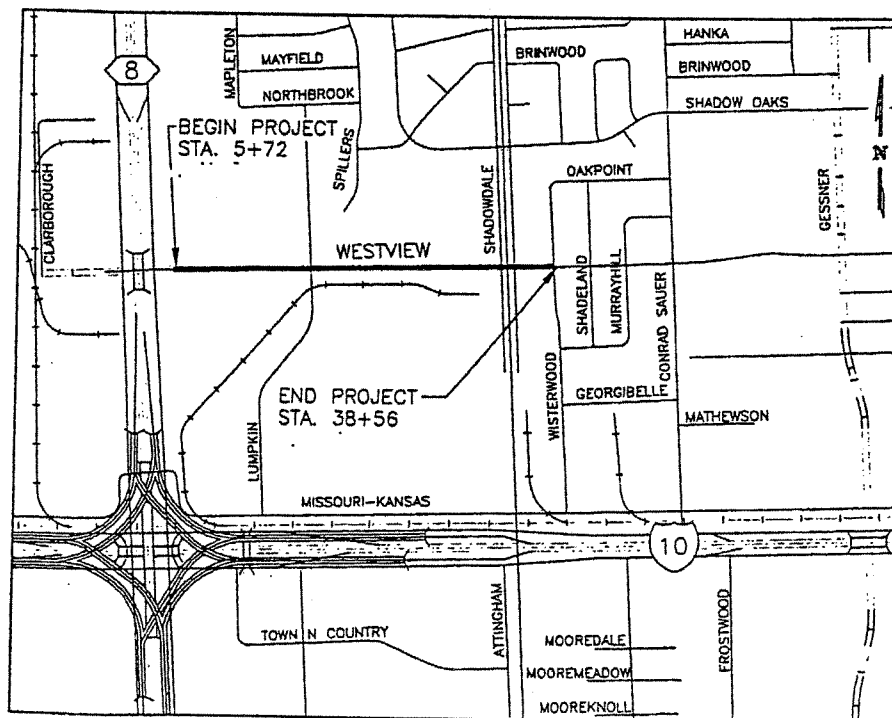 MAPLETON
HANKA
8
MAYFIELD
BRINWOOD
BRINWOOD
NORTHBROOK
SHADOW OAKS
BEGIN PROJECT
STA. 5+72
SPILLERS
N
CLARBOROUGH
OAKPOINT
SHADOWDALE
GESSNER
WESTVIEW
SHADELAND
MURRAYHILL
CONRAD SAUER
END PROJECT
STA. 38+56
WISTERWOOD
GEORGIBELLE
MATHEWSON
LUMPKIN
MISSOURI-KANSAS
10
ATTINGHAM
FROSTWOOD
TOWN N COUNTRY
MOOREDALE
MOOREMEADOW
MOOREKNOLL